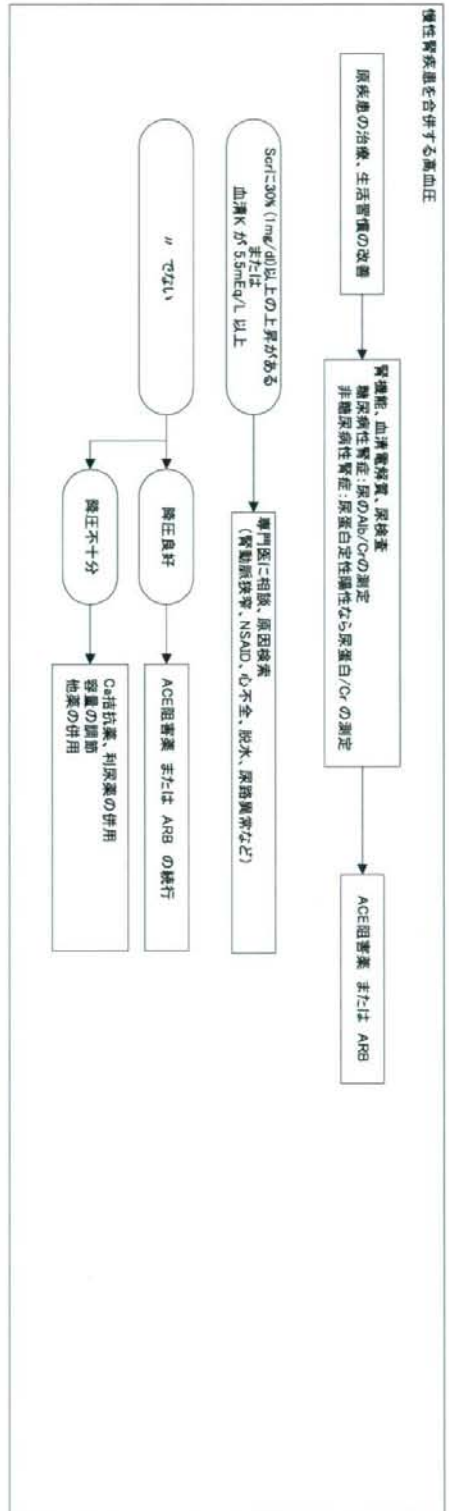 慢性腎疾患を合併する高血圧
原疾患の治療、生活習慣の改善
腎機能、血清電解質、尿検査
糖尿病性腎症:尿のAlb/Crの測定
非糖尿病性腎症:尿蛋白定性陽性なら尿蛋白/Cr の測定
ACE阻害薬 または ARB
Scrに30% (1mg/dl)以上の上昇がある
または
血清K が 5.5mEq/L 以上
専門医に相談、原因検索
(腎動脈狭窄、NSAID、心不全、脱水、尿路異常など)
〃 でない
降圧良好
ACE阻害薬 または ARB の続行
降圧不十分
Ca拮抗薬、利尿薬の併用
容量の調節
他薬の併用